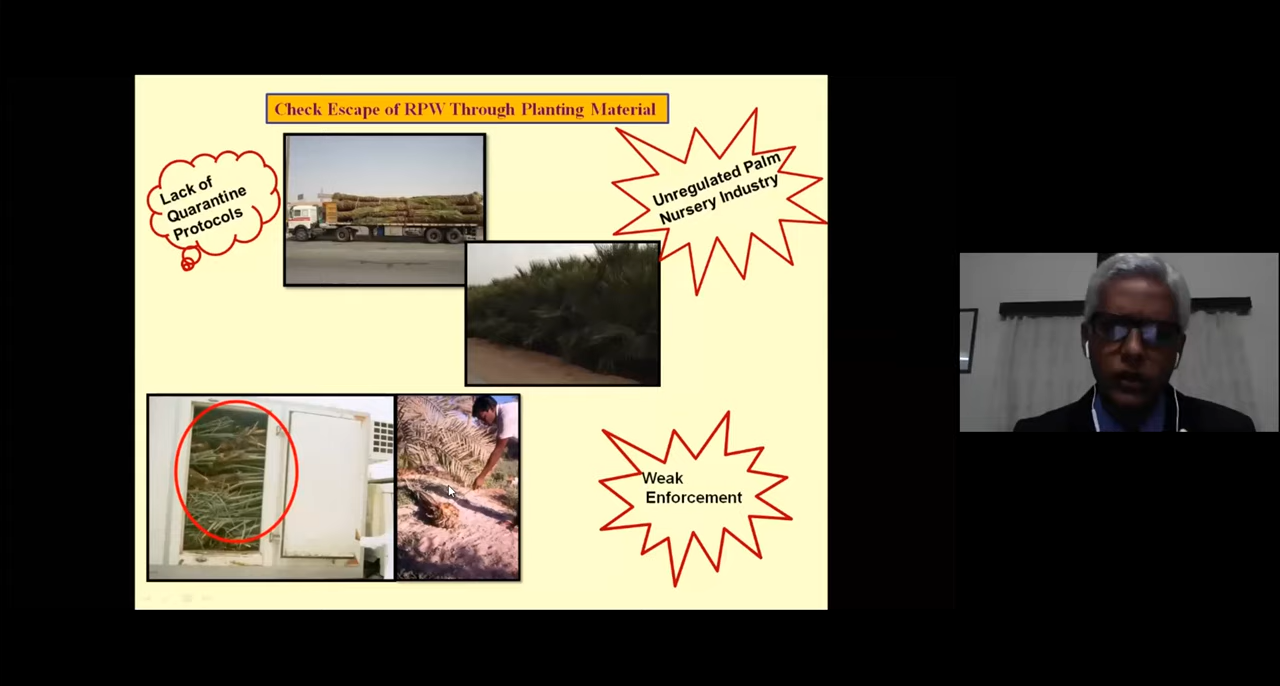 Check Escape of RPW Through Planting Material
Lack of
Quarantine
Protocols
Unregulated Palm
Nursery Industry
Weak
Enforcement